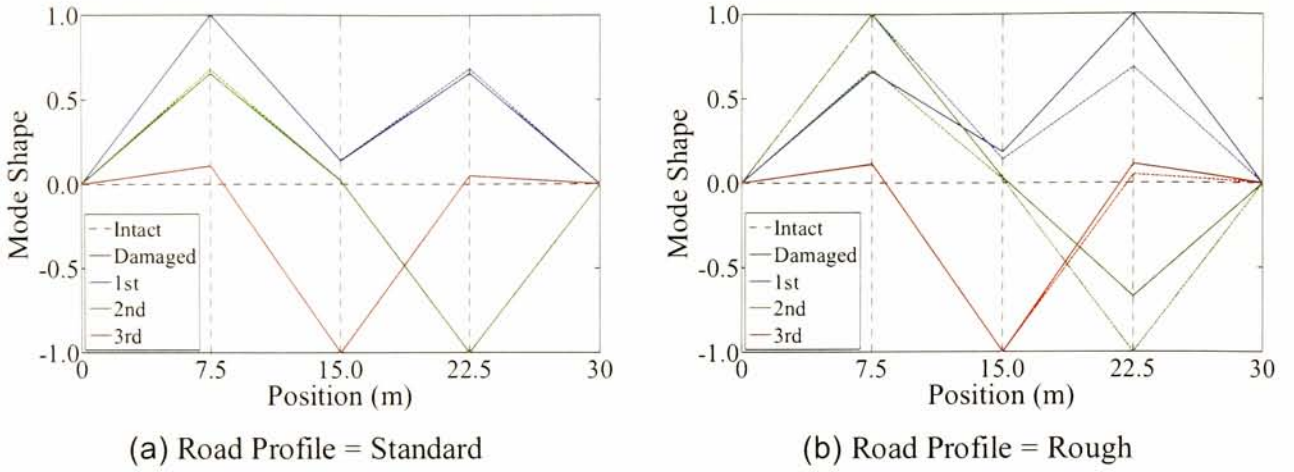 1.0
0.5
0.0
-0.5
-1.0
Mode Shape
Intact
Damaged
1st
2nd
3rd
0
7.5
15.0
22.5
30
Position (m)
(a) Road Profile = Standard
1.0
0.5
0.0
-0.5
-1.0
Mode Shape
Intact
Damaged
1st
2nd
3rd
0
7.5
15.0
22.5
30
Position (m)
(b) Road Profile = Rough